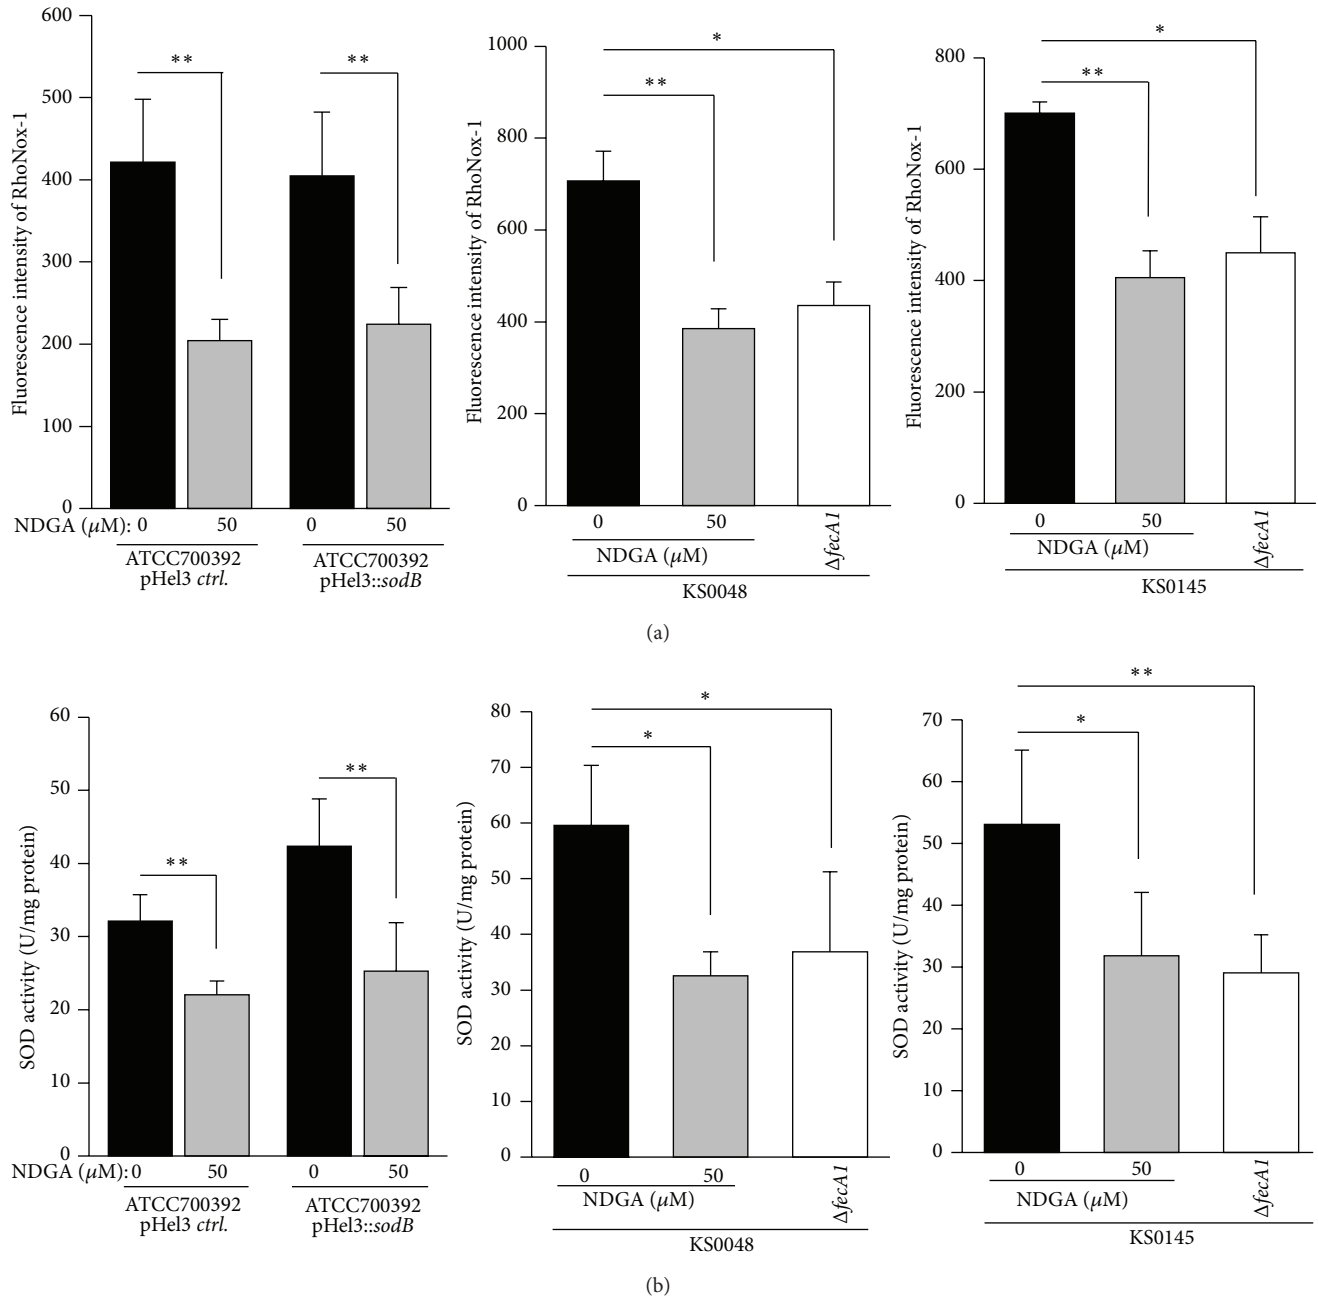 600
500
400
300
200
100
0
Fluorescence intensity of RhoNox-1
**
**
NDGA (μM): 0 50 0 50
ATCC700392
pHel3 ctrl.
ATCC700392
pHel3::sodB
1000
800
600
400
200
0
Fluorescence intensity of RhoNox-1
*
**
0 50
NDGA (μM)
ΔfecA1
KS0048
800
600
400
200
0
Fluorescence intensity of RhoNox-1
*
**
0 50
NDGA (μM)
ΔfecA1
KS0145
(a)
60
50
40
30
20
10
0
SOD activity (U/mg protein)
**
**
NDGA (μM): 0 50 0 50
ATCC700392
pHel3 ctrl.
ATCC700392
pHel3::sodB
80
70
60
50
40
30
20
10
0
SOD activity (U/mg protein)
*
*
0 50
NDGA (μM)
ΔfecA1
KS0048
70
60
50
40
30
20
10
0
SOD activity (U/mg protein)
**
*
0 50
NDGA (μM)
ΔfecA1
KS0145
(b)